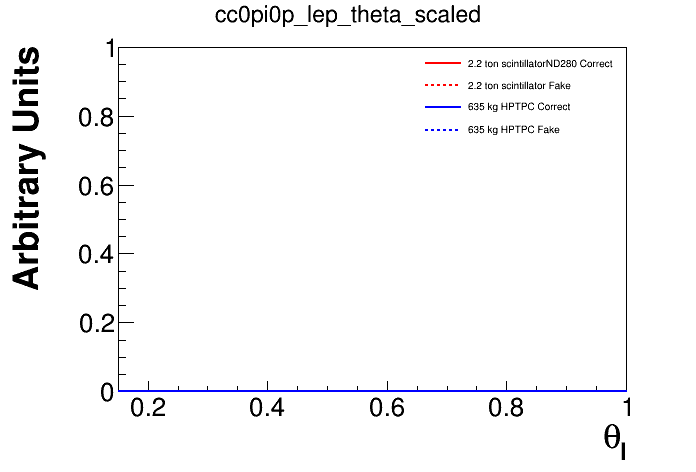 cc0pi0p_lep_theta_scaled
Arbitrary Units
1
0.8
0.6
0.4
0.2
0
2.2 ton scintillatorND280 Correct
2.2 ton scintillator Fake
635 kg HPTPC Correct
635 kg HPTPC Fake
0.2 0.4 0.6 0.8 1
θl